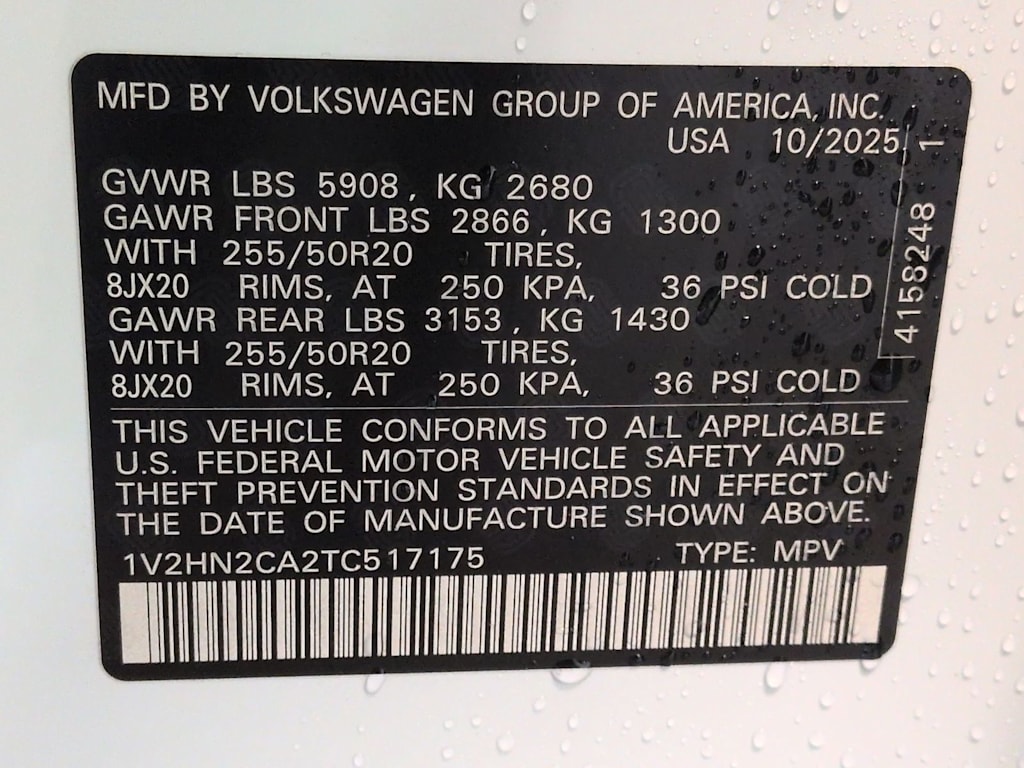 MFD BY VOLKSWAGEN GROUP OF AMERICA, INC.
USA 10/2025
GVWR LBS 5908, KG 2680
GAWR FRONT LBS 2866, KG 1300
WITH 255/50R20 TIRES,
8JX20 RIMS, AT 250 KPA, 36 PSI COLD
GAWR REAR LBS 3153, KG 1430
WITH 255/50R20 TIRES,
8JX20 RIMS, AT 250 KPA, 36 PSI COLD
4158248 1
THIS VEHICLE CONFORMS TO ALL APPLICABLE
U.S. FEDERAL MOTOR VEHICLE SAFETY AND
THEFT PREVENTION STANDARDS IN EFFECT ON
THE DATE OF MANUFACTURE SHOWN ABOVE.
1V2HN2CA2TC517175 TYPE: MPV